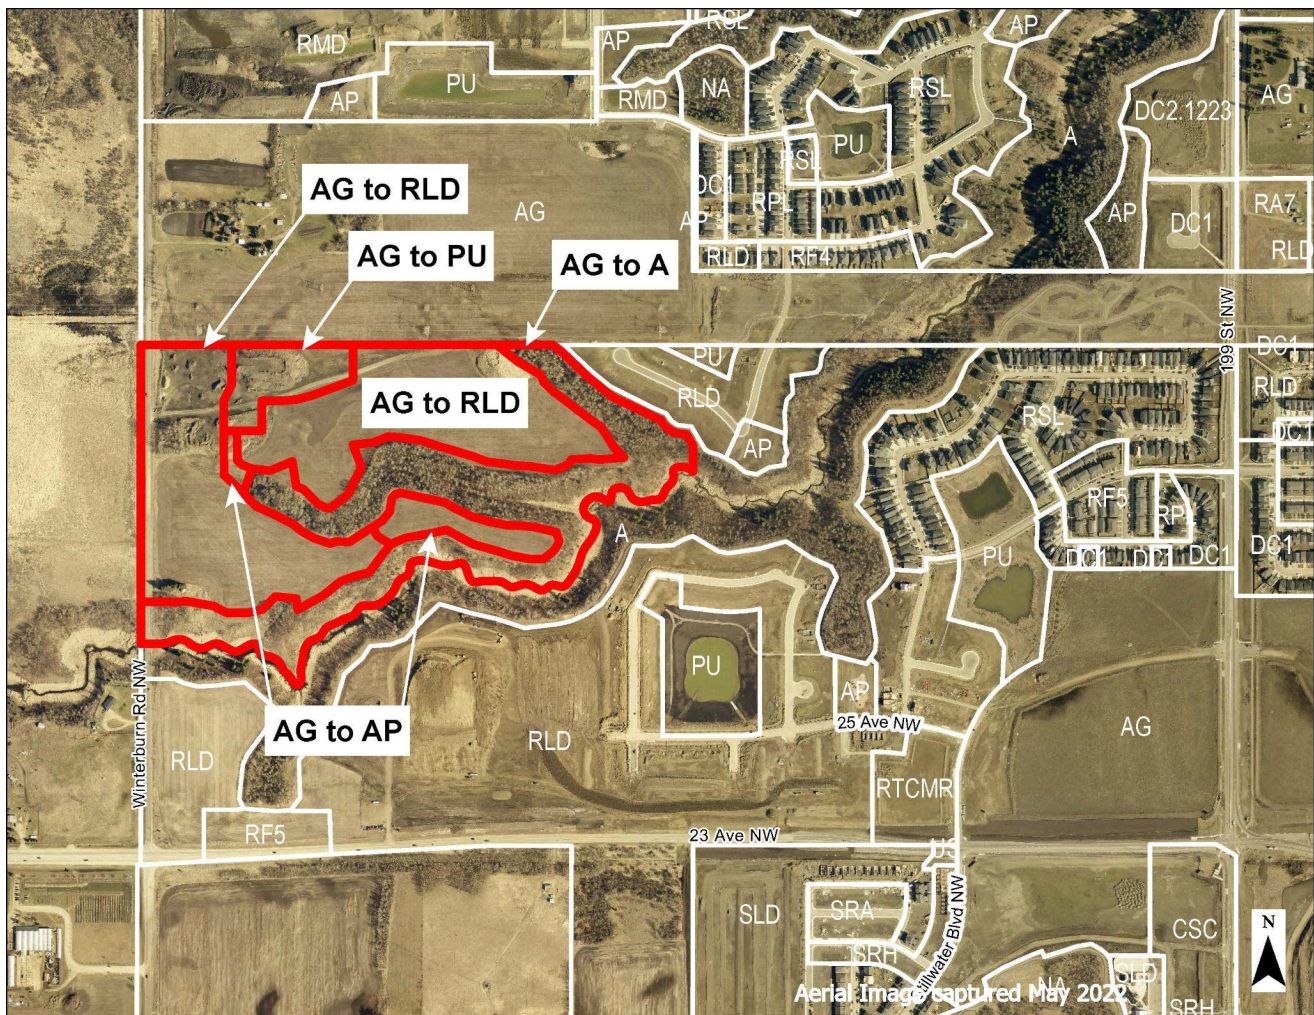 RSL
AP
RMD
PU
AP
RMD
NA
RSL
AP
AG
DC2.1223
A
PU
RSL
DC1
RPL
AP
AP
DC1
RA7
RLD
RLD
RF4
AG
AG to RLD
AG to PU
AG to A
199 St NW
DC1
RLD
DC1
PU
RLD
AP
AG to RLD
RSL
RF5
RPL
DC1
DC1
DC1
DC1
PU
A
PU
AP
25 Ave NW
AG
AG to AP
RLD
RLD
Winterburn Rd NW
RTCMR
RF5
23 Ave NW
US
SLD
SRA
SRH
Stillwater Blvd NW
CSC
NA
SLD
SRH
N
Aerial Image captured May 2022